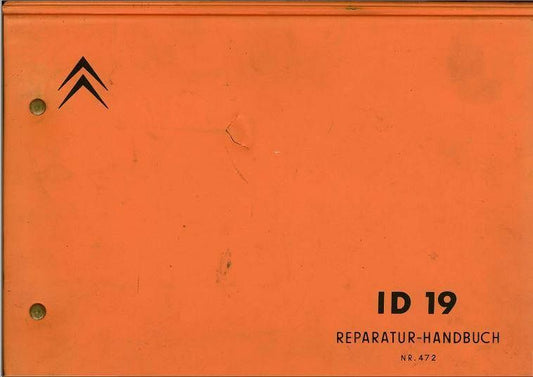 ID 19
REPARATUR-HANDBUCH
NR. 472